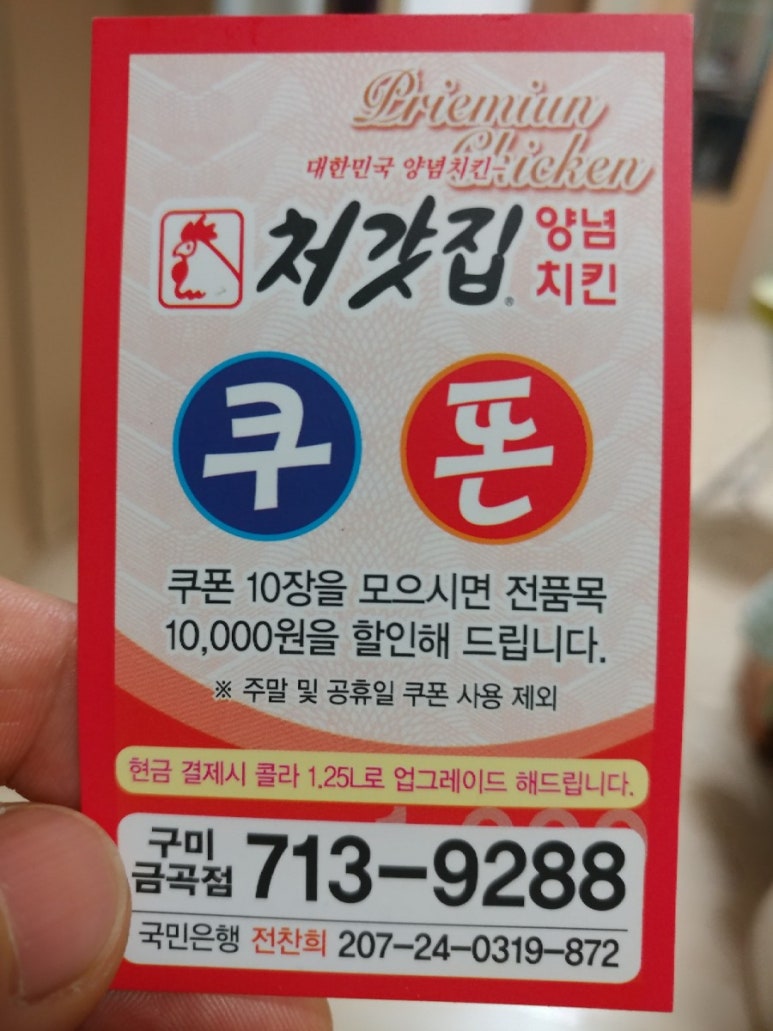 Priemiun
Chicken
대한민국 양념치킨
처갓집® 양념
치킨
쿠폰
쿠폰 10장을 모으시면 전품목
10,000원을 할인해 드립니다.
※ 주말 및 공휴일 쿠폰 사용 제외
현금 결제시 콜라 1.25L로 업그레이드 해드립니다.
구미
금곡점 713-9288
국민은행 전찬희 207-24-0319-872